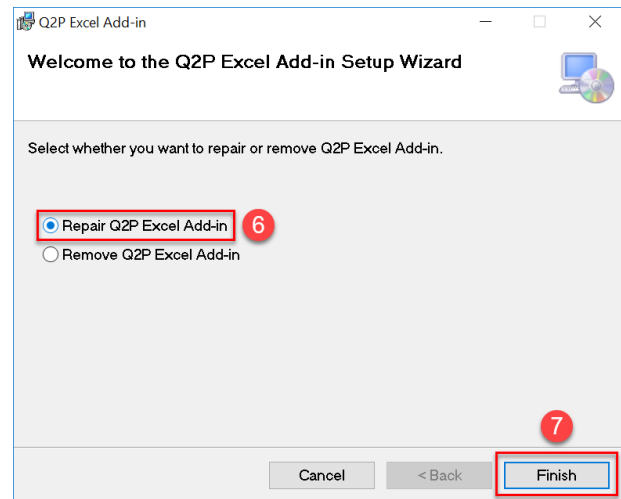 Q2P Excel Add-in
Welcome to the Q2P Excel Add-in Setup Wizard
Select whether you want to repair or remove Q2P Excel Add-in.
Repair Q2P Excel Add-in 6
Remove Q2P Excel Add-in
7
Cancel < Back Finish